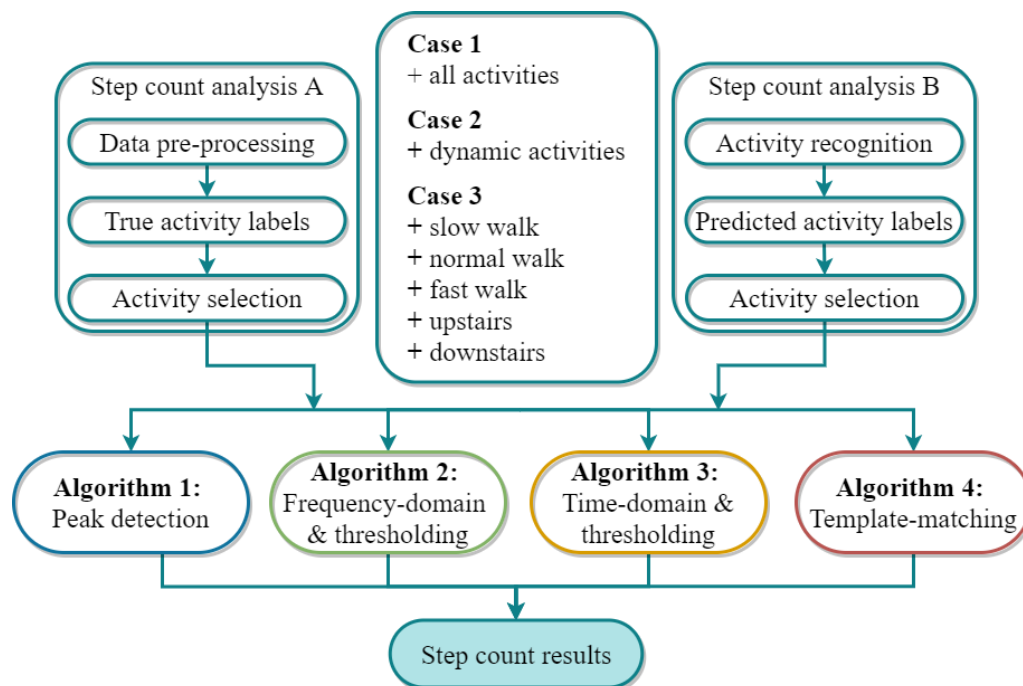 Step count analysis A
Data pre-processing
True activity labels
Activity selection
Case 1
+ all activities
Case 2
+ dynamic activities
Case 3
+ slow walk
+ normal walk
+ fast walk
+ upstairs
+ downstairs
Step count analysis B
Activity recognition
Predicted activity labels
Activity selection
Algorithm 1:
Peak detection
Algorithm 2:
Frequency-domain
& thresholding
Algorithm 3:
Time-domain &
thresholding
Algorithm 4:
Template-matching
Step count results